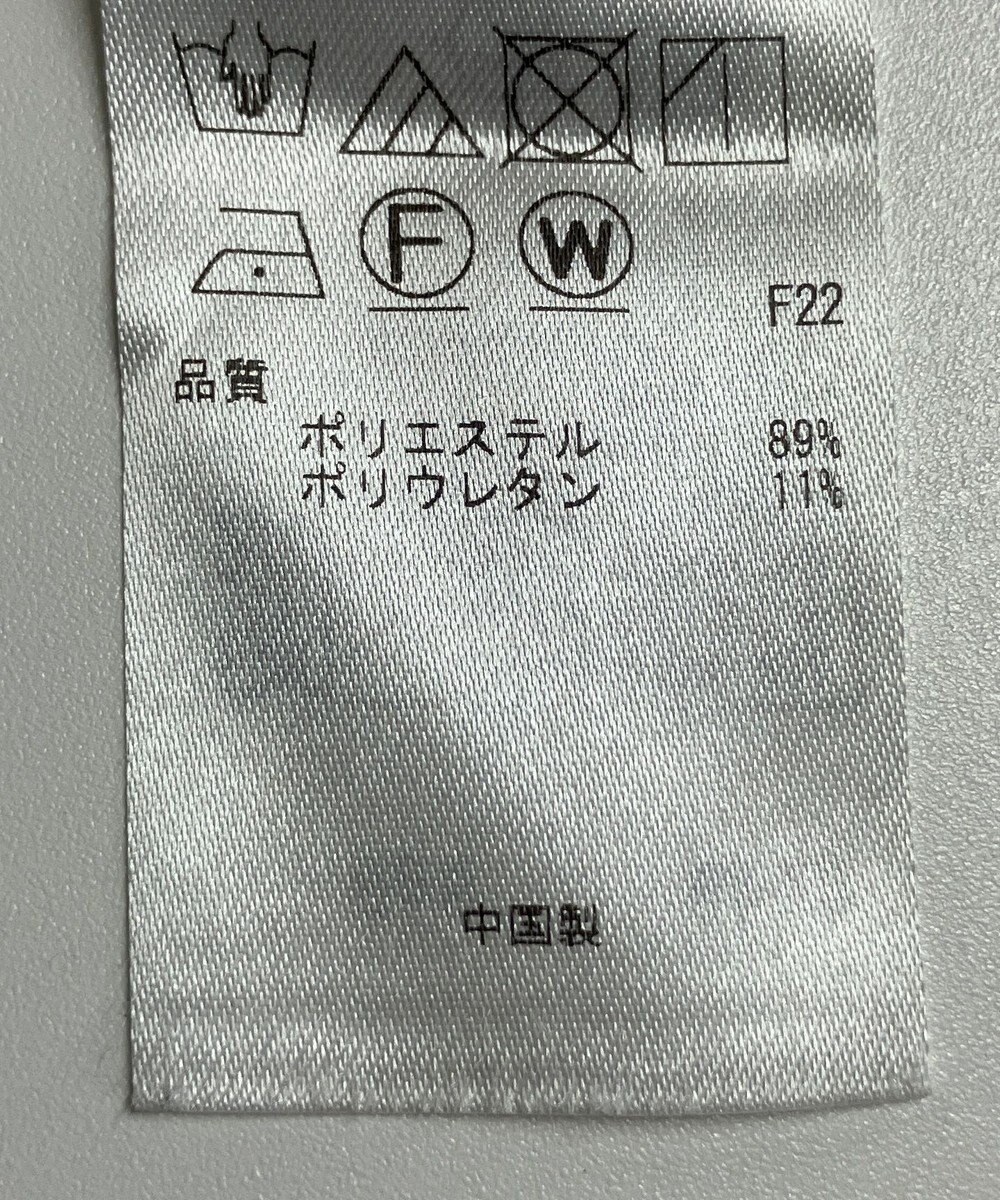 F
W
F22
品質
ポリエステル 89%
ポリウレタン 11%
中国製